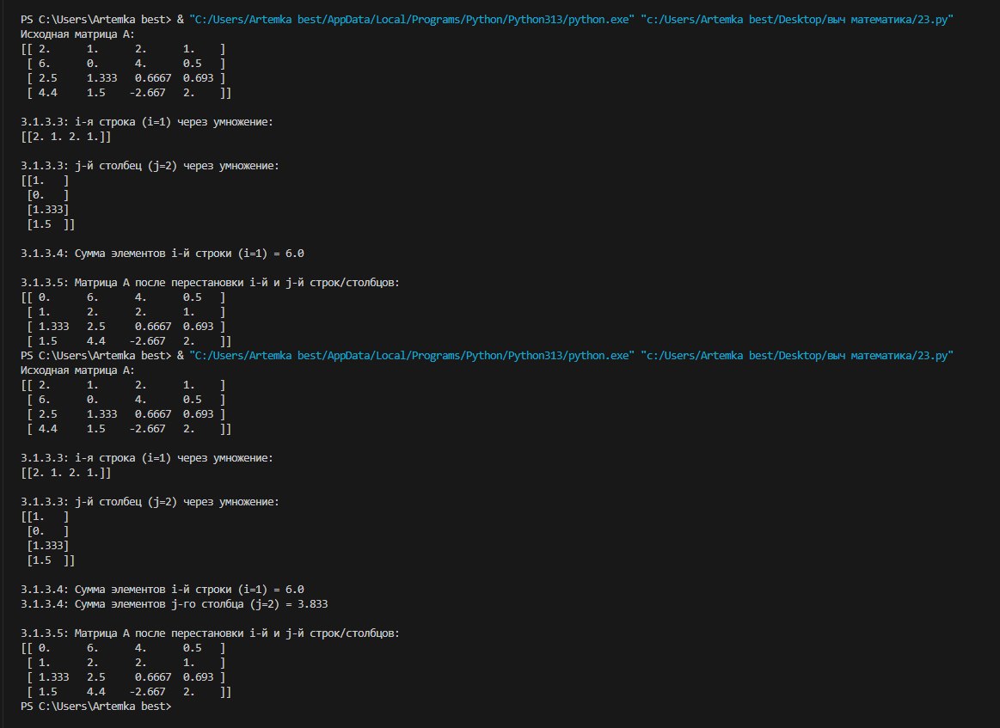 PS C:\Users\Artemka best> & "C:/Users/Artemka best/AppData/Local/Programs/Python/Python313/python.exe" "c:/Users/Artemka best/Desktop/выч математика/23.py"
Исходная матрица A:
[[ 2.      1.      2.      1.    ]
 [ 6.      0.      4.      0.5   ]
 [ 2.5     1.333   0.6667  0.693 ]
 [ 4.4     1.5    -2.667   2.    ]]

3.1.3.3: i-я строка (i=1) через умножение:
[[2. 1. 2. 1.]]

3.1.3.3: j-й столбец (j=2) через умножение:
[[1.   ]
 [0.   ]
 [1.333]
 [1.5  ]]

3.1.3.4: Сумма элементов i-й строки (i=1) = 6.0

3.1.3.5: Матрица A после перестановки i-й и j-й строк/столбцов:
[[ 0.      6.      4.      0.5   ]
 [ 1.      2.      2.      1.    ]
 [ 1.333   2.5     0.6667  0.693 ]
 [ 1.5     4.4    -2.667   2.    ]]
PS C:\Users\Artemka best> & "C:/Users/Artemka best/AppData/Local/Programs/Python/Python313/python.exe" "c:/Users/Artemka best/Desktop/выч математика/23.py"
Исходная матрица A:
[[ 2.      1.      2.      1.    ]
 [ 6.      0.      4.      0.5   ]
 [ 2.5     1.333   0.6667  0.693 ]
 [ 4.4     1.5    -2.667   2.    ]]

3.1.3.3: i-я строка (i=1) через умножение:
[[2. 1. 2. 1.]]

3.1.3.3: j-й столбец (j=2) через умножение:
[[1.   ]
 [0.   ]
 [1.333]
 [1.5  ]]

3.1.3.4: Сумма элементов i-й строки (i=1) = 6.0
3.1.3.4: Сумма элементов j-го столбца (j=2) = 3.833

3.1.3.5: Матрица A после перестановки i-й и j-й строк/столбцов:
[[ 0.      6.      4.      0.5   ]
 [ 1.      2.      2.      1.    ]
 [ 1.333   2.5     0.6667  0.693 ]
 [ 1.5     4.4    -2.667   2.    ]]
PS C:\Users\Artemka best>